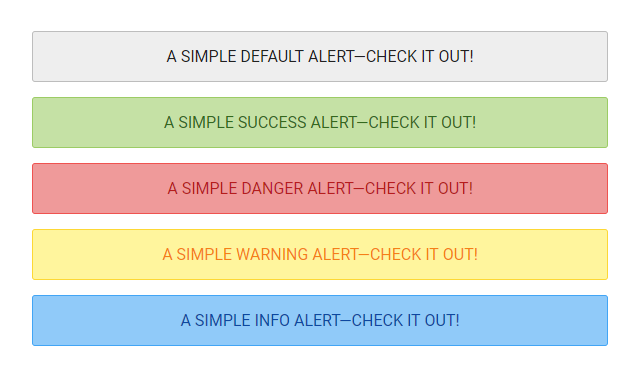 A SIMPLE DEFAULT ALERT—CHECK IT OUT!
A SIMPLE SUCCESS ALERT—CHECK IT OUT!
A SIMPLE DANGER ALERT—CHECK IT OUT!
A SIMPLE WARNING ALERT—CHECK IT OUT!
A SIMPLE INFO ALERT—CHECK IT OUT!